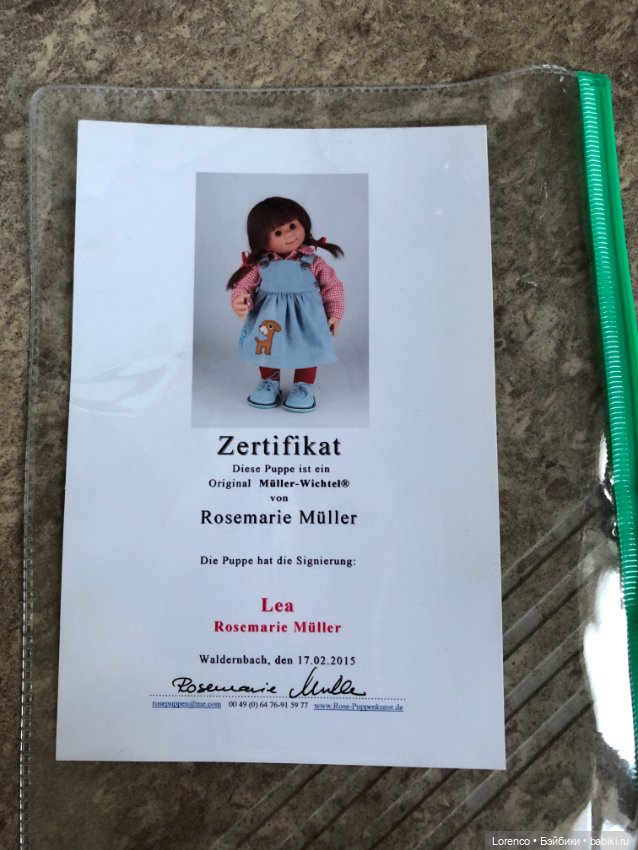 Zertifikat
Diese Puppe ist ein
Original Müller-Wichtel®
von
Rosemarie Müller
Die Puppe hat die Signierung:
Lea
Rosemarie Müller
Waldernbach, den 17.02.2015
Rosemarie Müller
rosepuppen@me.com 00 49 (0) 64 76-91 59 77 www.Rose-Puppenkunst.de
Lorenco • Бэйбики • babiki.ru